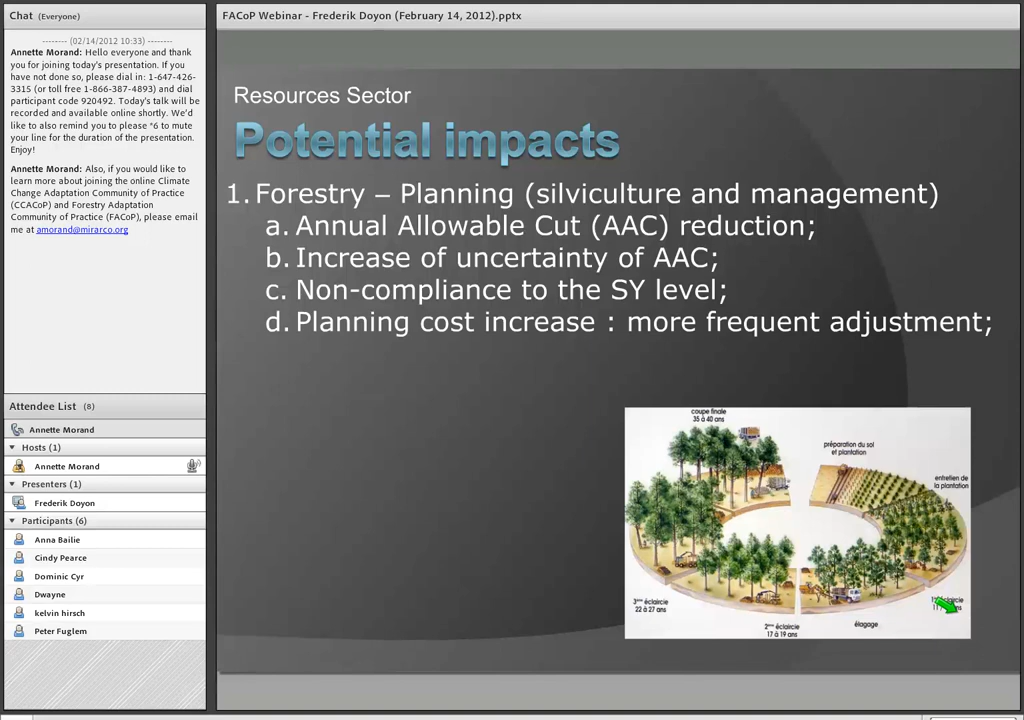 Chat (Everyone)
-------- (02/14/2012 10:33) --------
Annette Morand: Hello everyone and thank
you for joining today's presentation. If you
have not done so, please dial in: 1-647-426-
3315 (or toll free 1-866-387-4893) and dial
participant code 920492. Today's talk will be
recorded and available online shortly. We'd
like to also remind you to please *6 to mute
your line for the duration of the presentation.
Enjoy!
Annette Morand: Also, if you would like to
learn more about joining the online Climate
Change Adaptation Community of Practice
(CCACoP) and Forestry Adaptation
Community of Practice (FACoP), please email
me at amorand@mirarco.org
Attendee List (8)
Annette Morand
Hosts (1)
Annette Morand
Presenters (1)
Frederik Doyon
Participants (6)
Anna Bailie
Cindy Pearce
Dominic Cyr
Dwayne
kelvin hirsch
Peter Fuglem
FACoP Webinar - Frederik Doyon (February 14, 2012).pptx
Resources Sector
Potential impacts
1. Forestry – Planning (silviculture and management)
a. Annual Allowable Cut (AAC) reduction;
b. Increase of uncertainty of AAC;
c. Non-compliance to the SY level;
d. Planning cost increase : more frequent adjustment;
coupe finale
35 à 40 ans
préparation du sol
et plantation
entretien de
la plantation
élagage
2ème éclaircie
17 à 19 ans
3ème éclaircie
22 à 27 ans